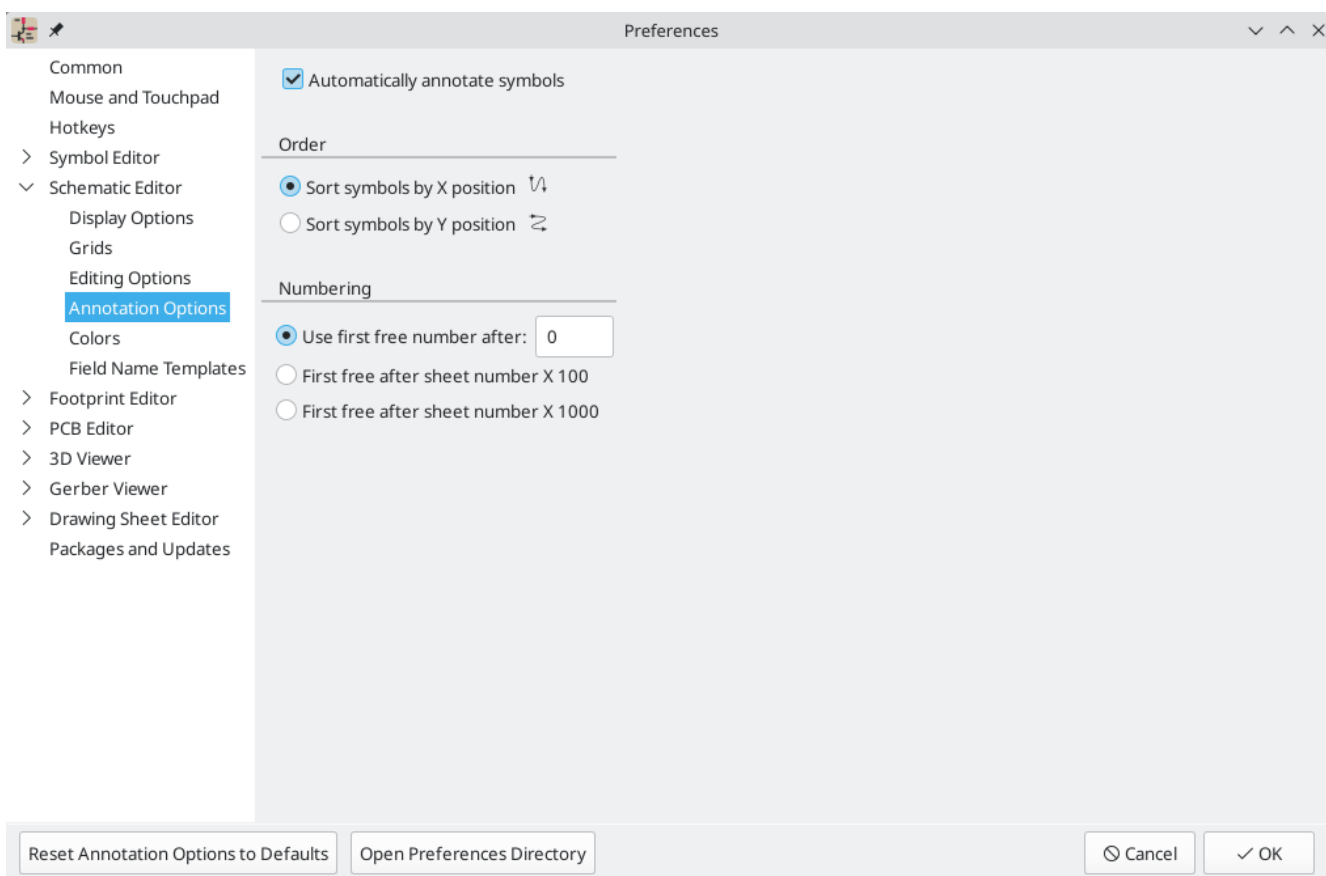 Preferences
Common
Mouse and Touchpad
Hotkeys
Symbol Editor
Schematic Editor
Display Options
Grids
Editing Options
Annotation Options
Colors
Field Name Templates
Footprint Editor
PCB Editor
3D Viewer
Gerber Viewer
Drawing Sheet Editor
Packages and Updates
Automatically annotate symbols
Order
Sort symbols by X position
Sort symbols by Y position
Numbering
Use first free number after: 0
First free after sheet number X 100
First free after sheet number X 1000
Reset Annotation Options to Defaults
Open Preferences Directory
Cancel
OK